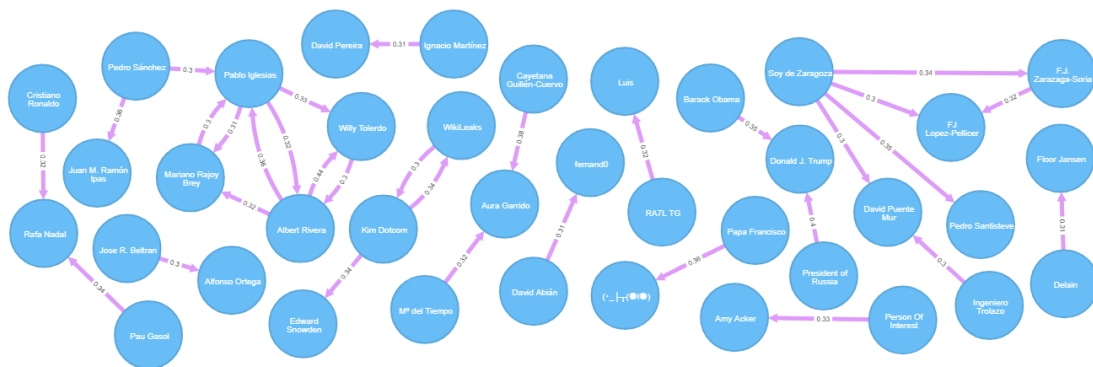 Cristiano
Ronaldo
0.32
Rafa Nadal
0.34
Pau Gasol
Pedro Sánchez
0.3
0.36
Juan M. Ramón
Ipas
Jose R. Beltran
0.3
Alfonso Ortega
Pablo Iglesias
0.33
0.3
0.31
0.36
0.32
Mariano Rajoy
Brey
0.32
Albert Rivera
0.44
0.3
Willy Tolerdo
David Pereira
0.31
Ignacio Martínez
WikiLeaks
0.3
0.34
Kim Dotcom
0.34
Edward
Snowden
Cayetana
Guillén-Cuervo
0.38
Aura Garrido
0.32
Mª del Tiempo
fernand0
0.31
David Abián
Luis
0.32
RA7L TG
Barack Obama
0.35
Donald J. Trump
0.4
President of
Russia
Papa Francisco
0.36
Amy Acker
0.33
Person Of
Interest
Soy de Zaragoza
0.34
0.3
0.3
0.35
F.J.
Zarazaga-Soria
0.32
FJ
Lopez-Pellicer
David Puente
Mur
0.3
Ingeniero
Trolazo
Pedro Santisteve
Floor Jansen
0.31
Delain